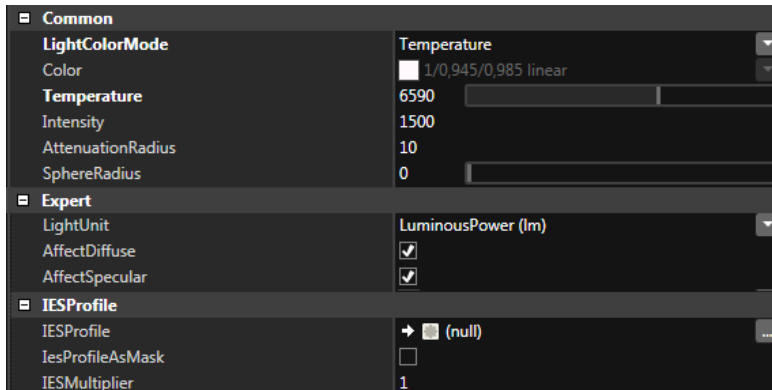 Common
LightColorMode Temperature
Color 1/0,945/0,985 linear
Temperature 6590
Intensity 1500
AttenuationRadius 10
SphereRadius 0
Expert
LightUnit LuminousPower (lm)
AffectDiffuse
AffectSpecular
IESProfile
IESProfile (null)
IesProfileAsMask
IESMultiplier 1